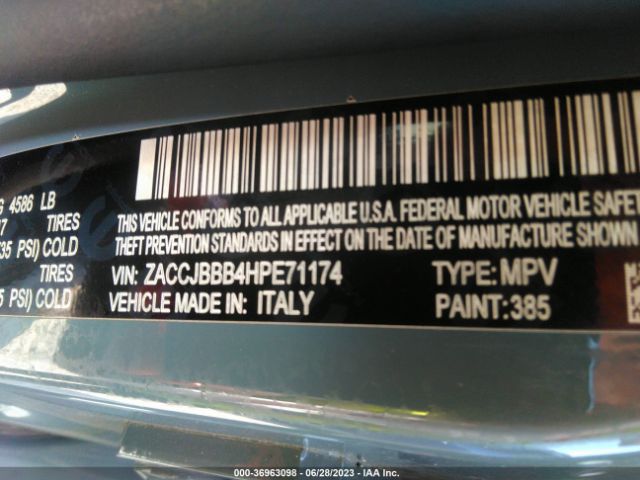 4586 LB
TIRES
35 PSI) COLD
TIRES
PSI) COLD
THIS VEHICLE CONFORMS TO ALL APPLICABLE U.S.A. FEDERAL MOTOR VEHICLE SAFET
THEFT PREVENTION STANDARDS IN EFFECT ON THE DATE OF MANUFACTURE SHOWN
VIN: ZACCJBBB4HPE71174 TYPE: MPV
VEHICLE MADE IN: ITALY PAINT:385
000-36963098 - 06/28/2023 - IAA Inc.